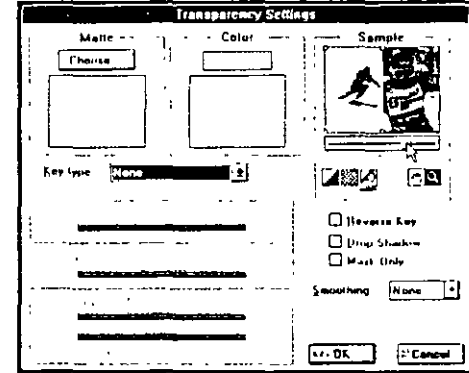 Transparency Settings
Matte
Color
Sample
Choose
Key type
None
Reverse Key
Drop Shadow
Mask Only
Smoothing
None
OK
Cancel